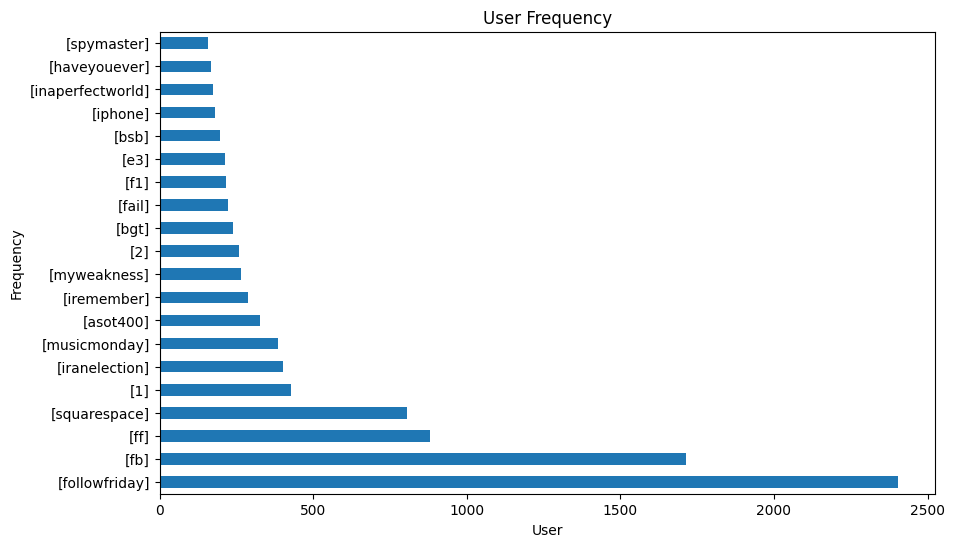 User Frequency
[spymaster]
[haveyouever]
[inaperfectworld]
[iphone]
[bsb]
[e3]
[f1]
[fail]
[bgt]
[2]
[myweakness]
[iremember]
[asot400]
[musicmonday]
[iranelection]
[1]
[squarespace]
[ff]
[fb]
[followfriday]
Frequency
0 500 1000 1500 2000 2500
User